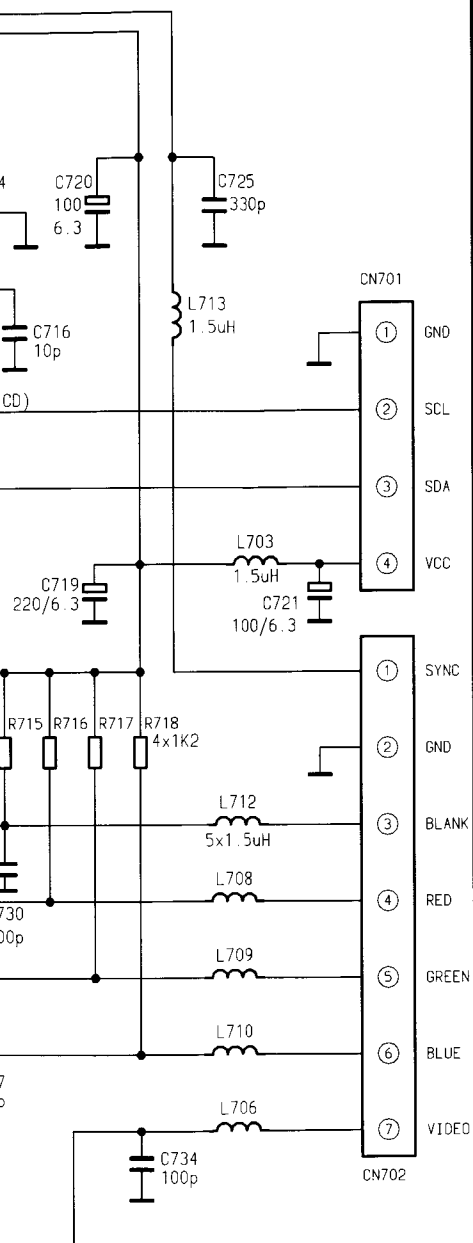 4
C720
100
6.3
C725
330p
L713
1.5uH
C716
10p
CD)
CN701
1 GND
2 SCL
3 SDA
4 VCC
L703
1.5uH
C719
220/6.3
C721
100/6.3
1 SYNC
2 GND
3 BLANK
4 RED
5 GREEN
6 BLUE
7 VIDEO
CN702
R715 R716 R717 R718
4x1K2
L712
5x1.5uH
L708
L709
L710
L706
730
00p
7
p
C734
100p